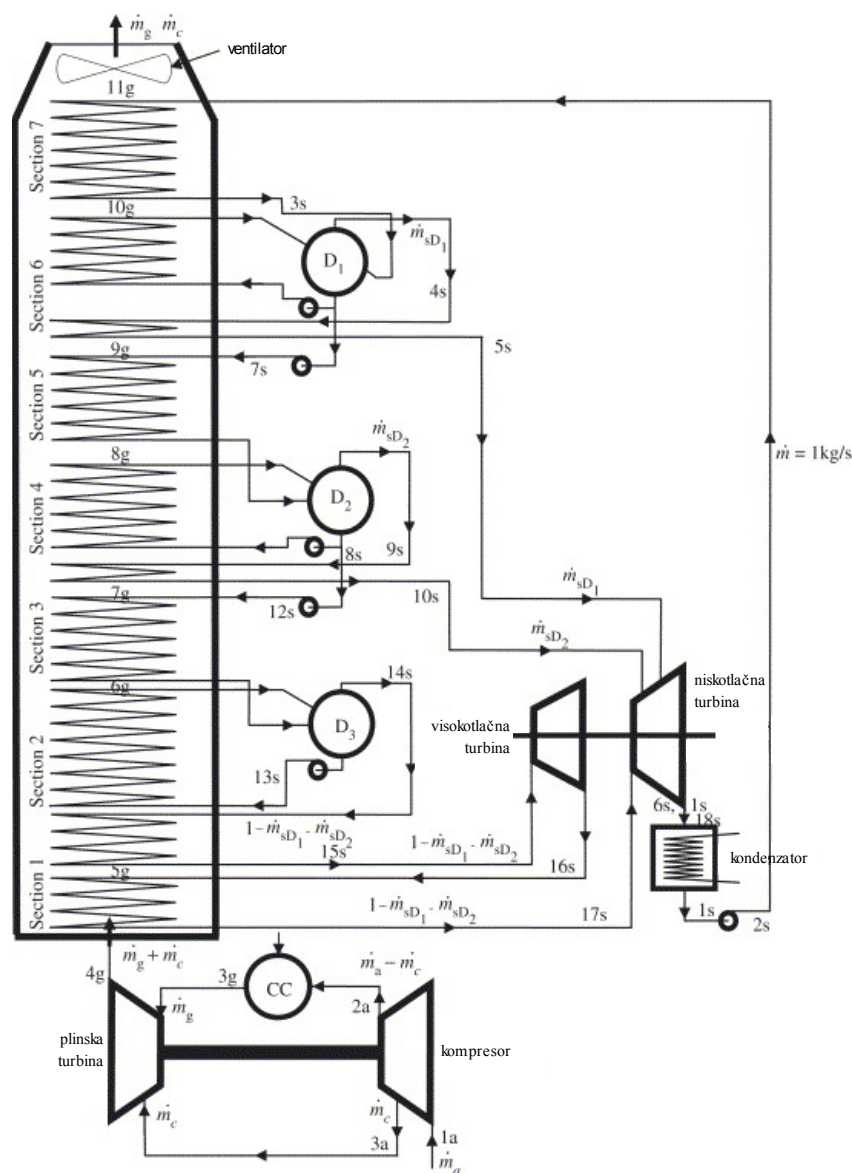 ṁg ṁc
ventilator
11g
Section 7
10g
3s
ṁsD1
D1
Section 6
4s
9g
7s
5s
Section 5
ṁsD2
8g
D2
ṁ = 1kg/s
Section 4
8s
9s
7g
12s
10s
ṁsD1
ṁsD2
Section 3
6g
14s
niskotlačna
turbina
visokotlačna
turbina
D3
13s
Section 2
1–ṁsD1- ṁsD2
6s, 1s
18s
15s
1–ṁsD1- ṁsD2
kondenzator
5g
16s
Section 1
1–ṁsD1- ṁsD2
17s
1s
2s
ṁg + ṁc
4g
3g
CC
ṁa – ṁc
2a
ṁg
plinska
turbina
kompresor
ṁc
ṁc
3a
1a
ṁa